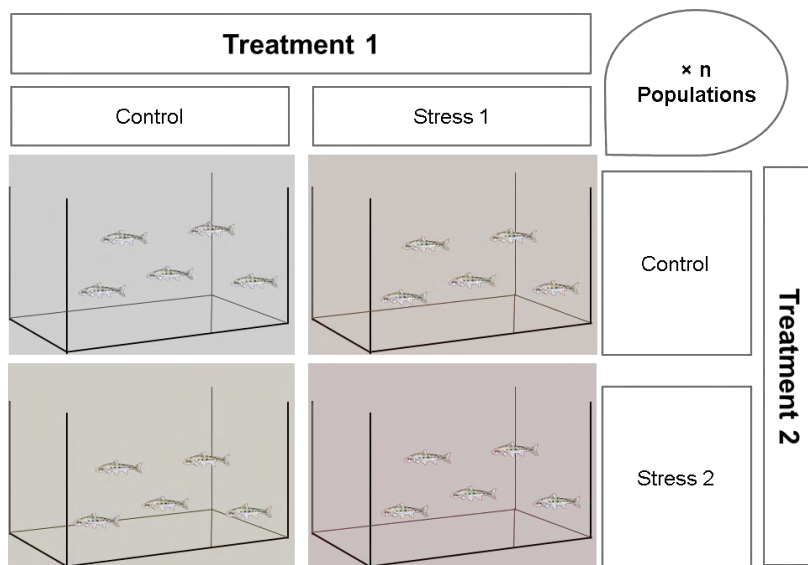 Treatment 1
× n
Populations
Control
Stress 1
Control
Treatment 2
Stress 2